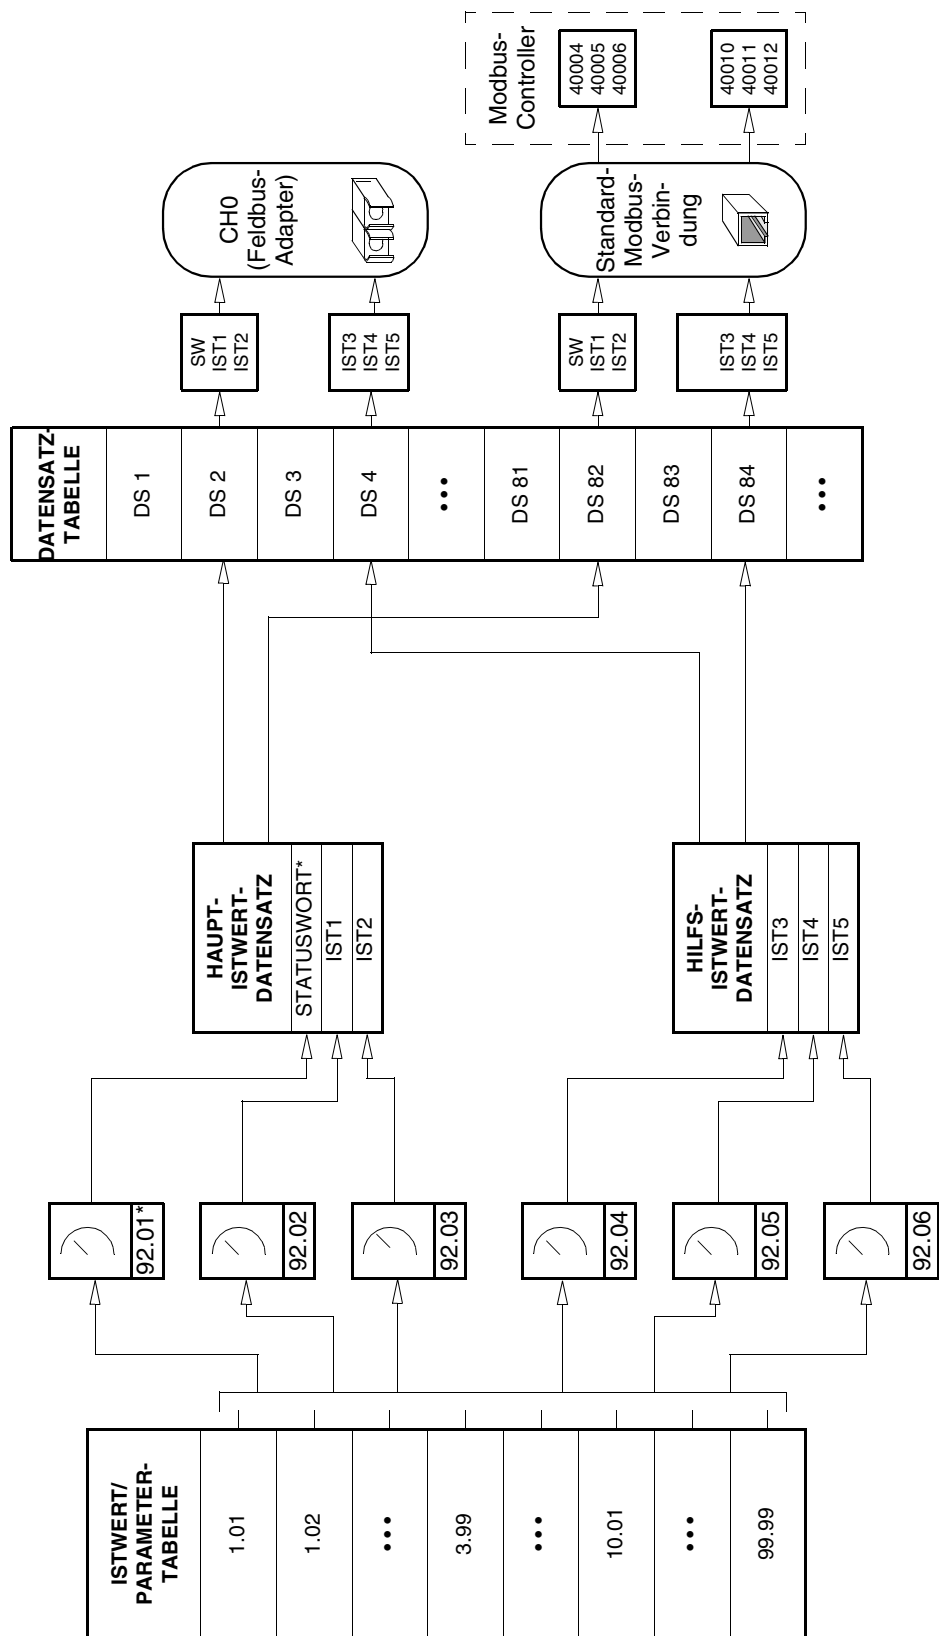 ISTWERT/
PARAMETER-
TABELLE
1.01
1.02
•••
3.99
•••
10.01
•••
99.99
92.01*
92.02
92.03
92.04
92.05
92.06
HAUPT-
ISTWERT-
DATENSATZ
STATUSWORT*
IST1
IST2
HILFS-
ISTWERT-
DATENSATZ
IST3
IST4
IST5
DATENSATZ-
TABELLE
DS 1
DS 2
DS 3
DS 4
•••
DS 81
DS 82
DS 83
DS 84
•••
SW
IST1
IST2
IST3
IST4
IST5
SW
IST1
IST2
IST3
IST4
IST5
CH0
(Feldbus-
Adapter)
Standard-
Modbus-
Verbin-
dung
Modbus-
Controller
40004
40005
40006
40010
40011
40012